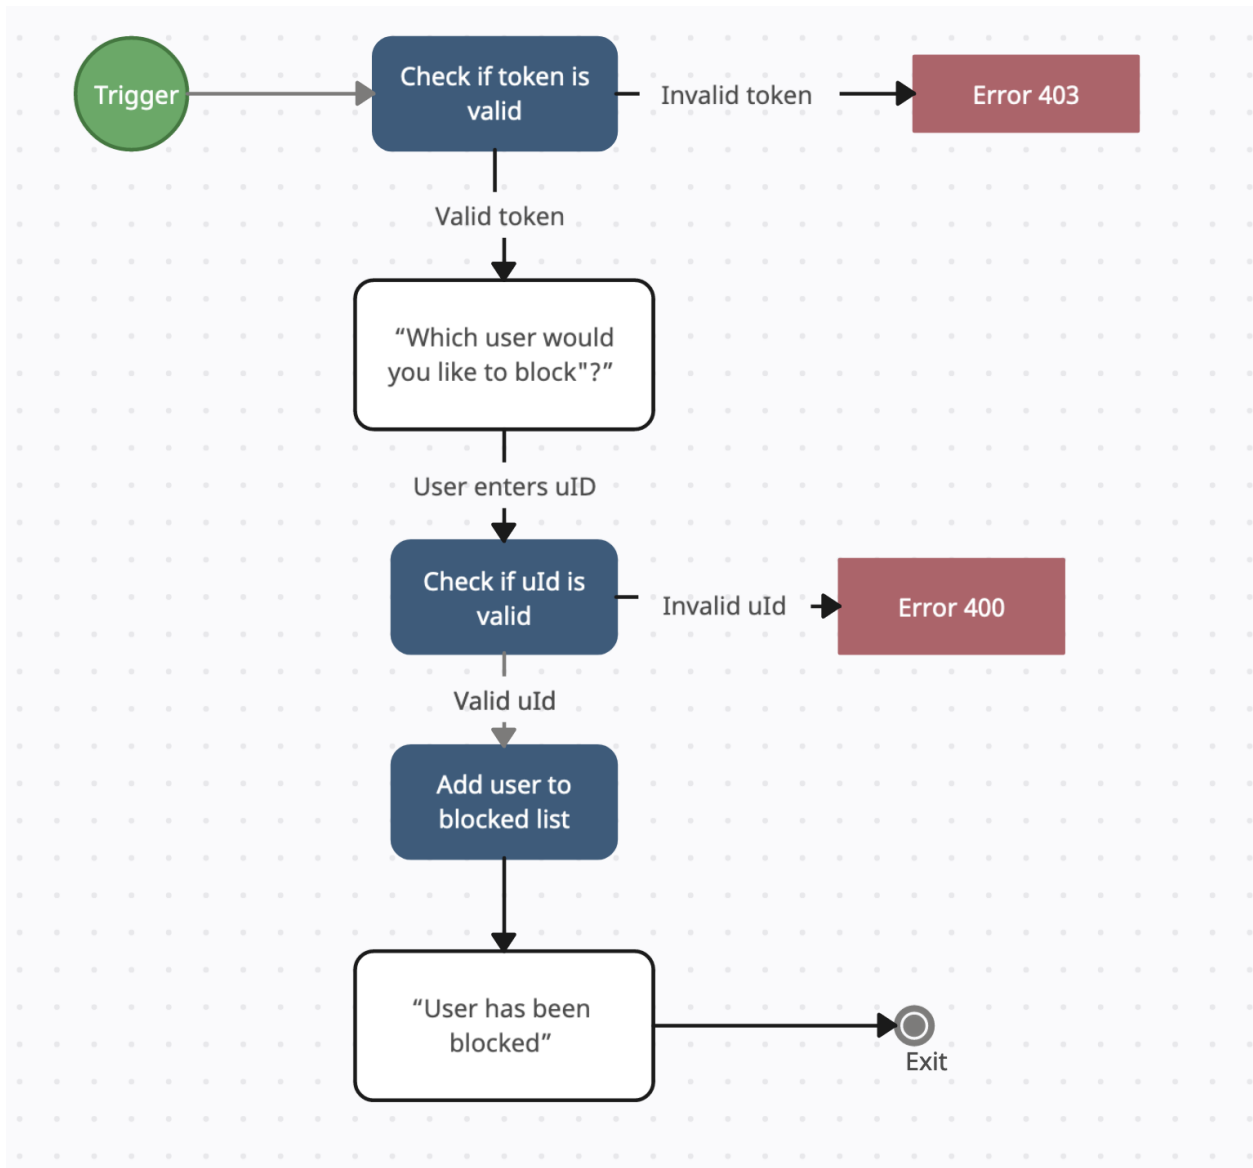 Trigger
Check if token is
valid
Invalid token
Error 403
Valid token
“Which user would
you like to block"?”
User enters uID
Check if uId is
valid
Invalid uId
Error 400
Valid uId
Add user to
blocked list
“User has been
blocked”
Exit